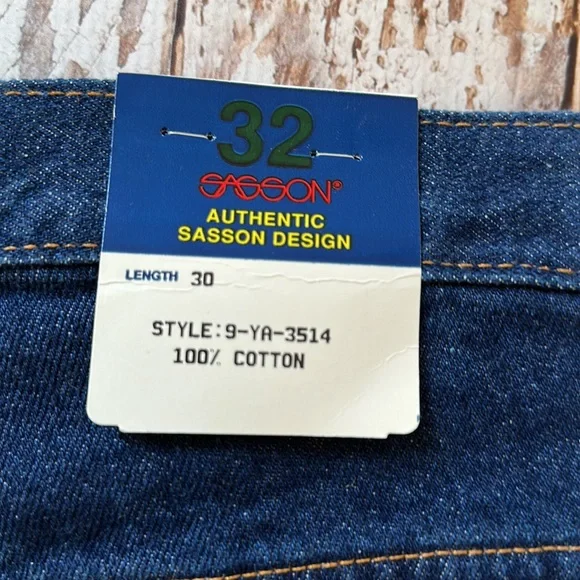 32
SASSON®
AUTHENTIC
SASSON DESIGN
LENGTH 30
STYLE:9-YA-3514
100% COTTON